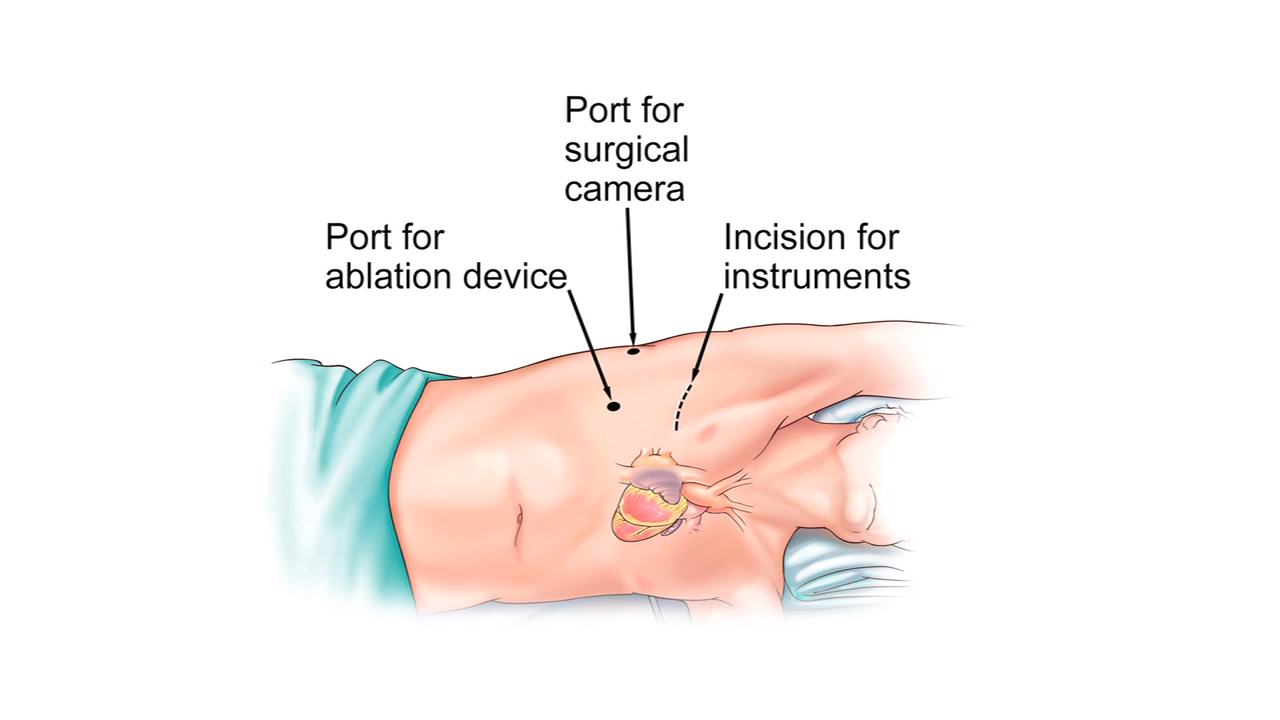 Port for
surgical
camera
Port for
ablation device
Incision for
instruments